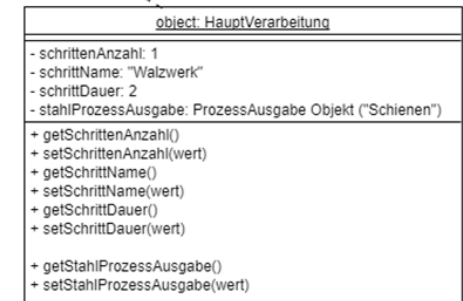 object: HauptVerarbeitung
- schrittenAnzahl: 1
- schrittName: "Walzwerk"
- schrittDauer: 2
- stahlProzessAusgabe: ProzessAusgabe Objekt ("Schienen")
+ getSchrittenAnzahl()
+ setSchrittenAnzahl(wert)
+ getSchrittName()
+ setSchrittName(wert)
+ getSchrittDauer()
+ setSchrittDauer(wert)
+ getStahlProzessAusgabe()
+ setStahlProzessAusgabe(wert)